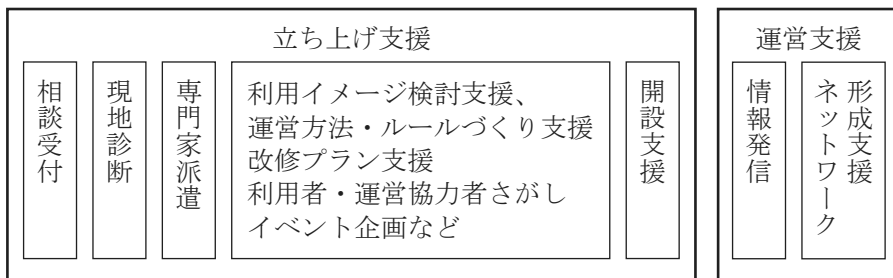 立ち上げ支援
相談受付
現地診断
専門家派遣
利用イメージ検討支援、
運営方法・ルールづくり支援
改修プラン支援
利用者・運営協力者さがし
イベント企画など
開設支援
運営支援
情報発信
ネットワーク
形成支援